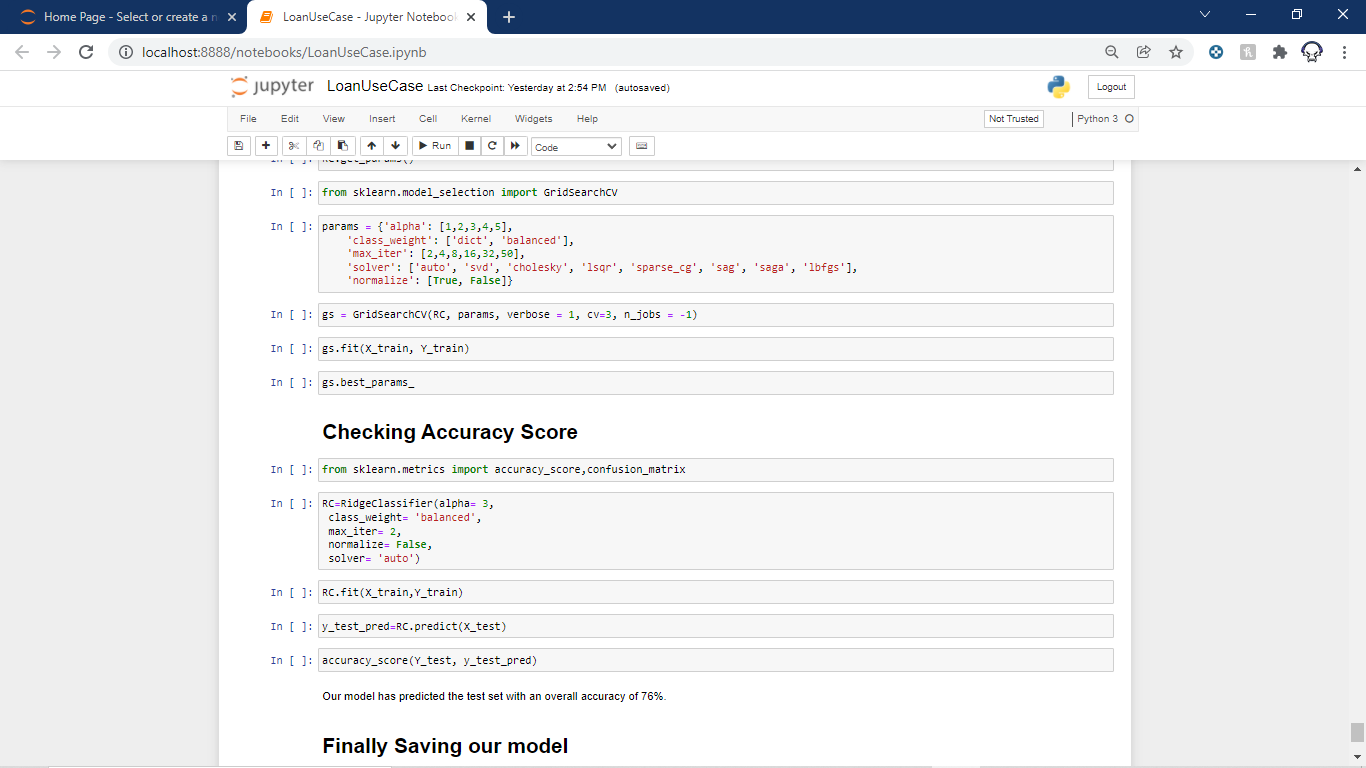 Home Page - Select or create a n
LoanUseCase - Jupyter Notebook
localhost:8888/notebooks/LoanUseCase.ipynb
jupyter LoanUseCase Last Checkpoint: Yesterday at 2:54 PM (autosaved)
Logout
File Edit View Insert Cell Kernel Widgets Help
Not Trusted
Python 3
Run
Code
RC.get_params()
In [ ]: from sklearn.model_selection import GridSearchCV
In [ ]: params = {'alpha': [1,2,3,4,5],
'class_weight': ['dict', 'balanced'],
'max_iter': [2,4,8,16,32,50],
'solver': ['auto', 'svd', 'cholesky', 'lsqr', 'sparse_cg', 'sag', 'saga', 'lbfgs'],
'normalize': [True, False]}
In [ ]: gs = GridSearchCV(RC, params, verbose = 1, cv=3, n_jobs = -1)
In [ ]: gs.fit(X_train, Y_train)
In [ ]: gs.best_params_
Checking Accuracy Score
In [ ]: from sklearn.metrics import accuracy_score,confusion_matrix
In [ ]: RC=RidgeClassifier(alpha= 3,
class_weight= 'balanced',
max_iter= 2,
normalize= False,
solver= 'auto')
In [ ]: RC.fit(X_train,Y_train)
In [ ]: y_test_pred=RC.predict(X_test)
In [ ]: accuracy_score(Y_test, y_test_pred)
Our model has predicted the test set with an overall accuracy of 76%.
Finally Saving our model